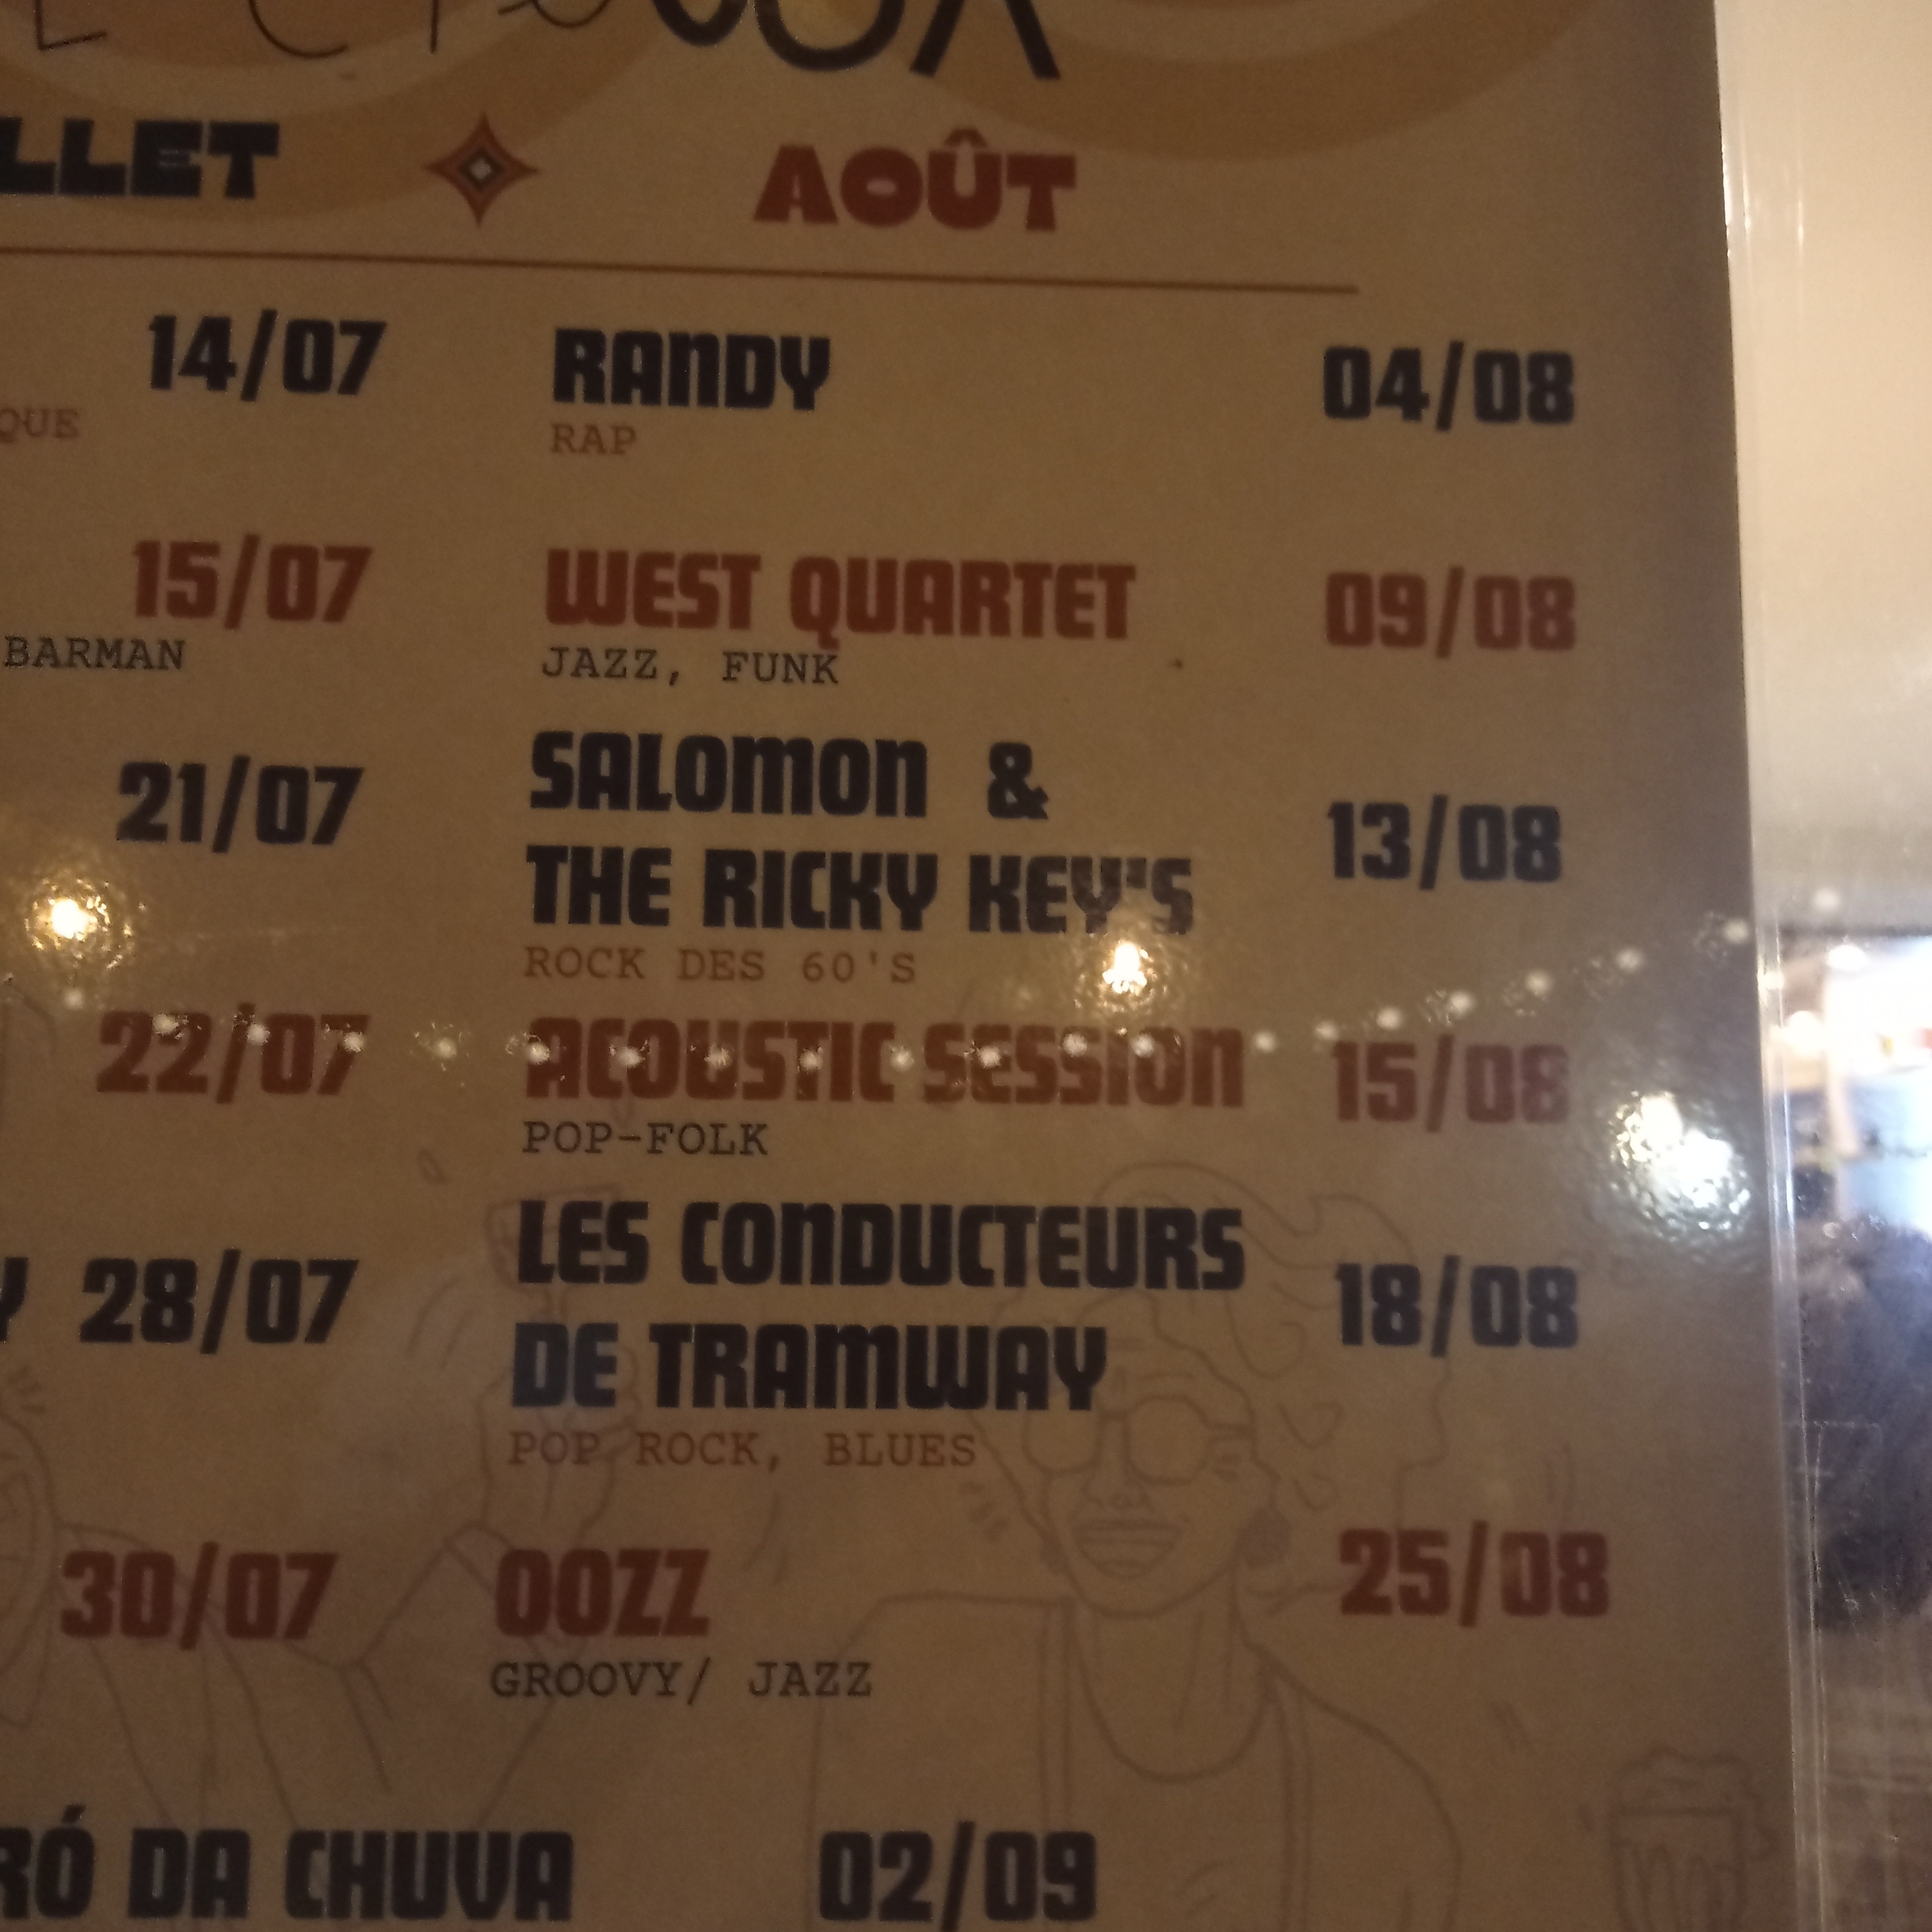 AOÛT
14/07
RANDY
04/08
RAP
15/07
WEST QUARTET
09/08
BARMAN
JAZZ, FUNK
21/07
SALOMON &
THE RICKY KEY'S
13/08
ROCK DES 60'S
22/07
ACOUSTIC SESSION
15/08
POP-FOLK
28/07
LES CONDUCTEURS
DE TRAMWAY
18/08
POP ROCK, BLUES
30/07
OOZZ
25/08
GROOVY/ JAZZ
DA CHUVA
02/09